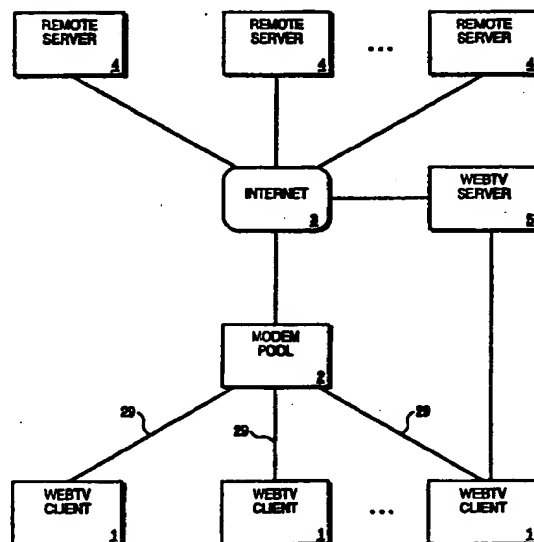 REMOTE SERVER 4
REMOTE SERVER 4
...
REMOTE SERVER 4
INTERNET 3
WEBTV SERVER 5
MODEM POOL 2
29
29
29
WEBTV CLIENT 1
WEBTV CLIENT 1
...
WEBTV CLIENT 1